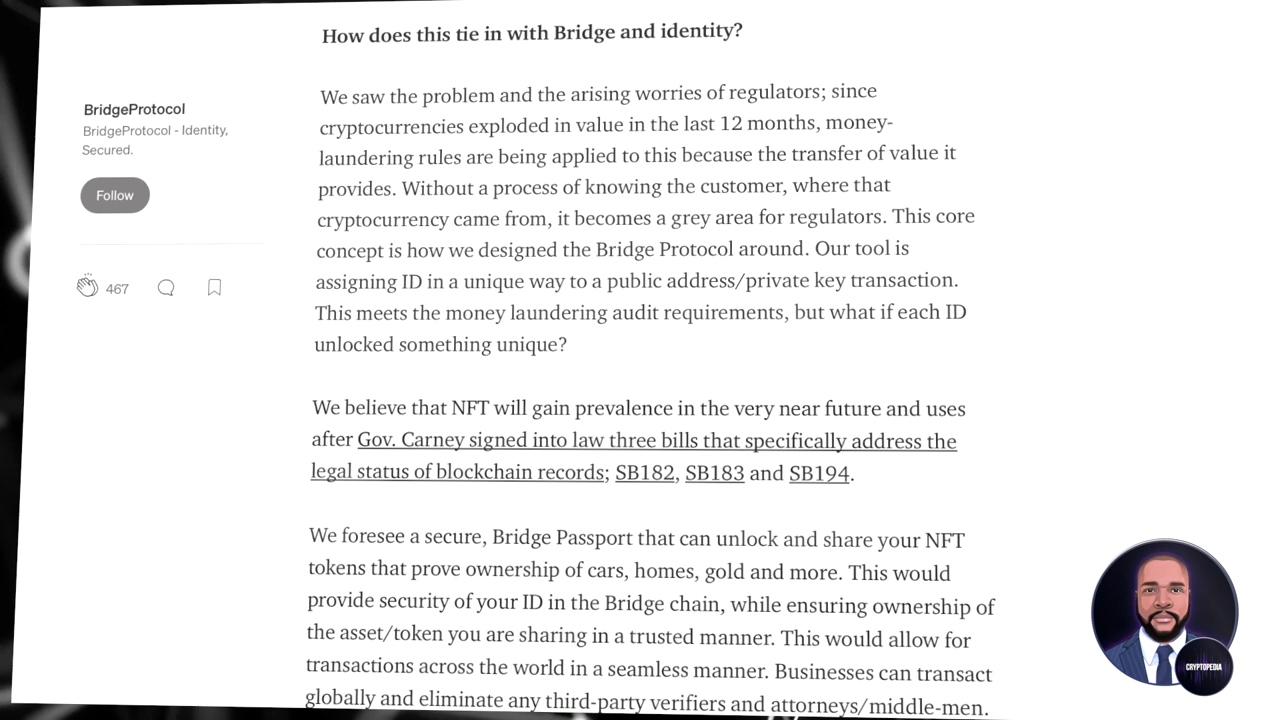 How does this tie in with Bridge and identity?
BridgeProtocol
BridgeProtocol - Identity,
Secured.
Follow
467
We saw the problem and the arising worries of regulators; since
cryptocurrencies exploded in value in the last 12 months, money-
laundering rules are being applied to this because the transfer of value it
provides. Without a process of knowing the customer, where that
cryptocurrency came from, it becomes a grey area for regulators. This core
concept is how we designed the Bridge Protocol around. Our tool is
assigning ID in a unique way to a public address/private key transaction.
This meets the money laundering audit requirements, but what if each ID
unlocked something unique?
We believe that NFT will gain prevalence in the very near future and uses
after Gov. Carney signed into law three bills that specifically address the
legal status of blockchain records; SB182, SB183 and SB194.
We foresee a secure, Bridge Passport that can unlock and share your NFT
tokens that prove ownership of cars, homes, gold and more. This would
provide security of your ID in the Bridge chain, while ensuring ownership of
the asset/token you are sharing in a trusted manner. This would allow for
transactions across the world in a seamless manner. Businesses can transact
globally and eliminate any third-party verifiers and attorneys/middle-men.
CRYPTOPEDIA